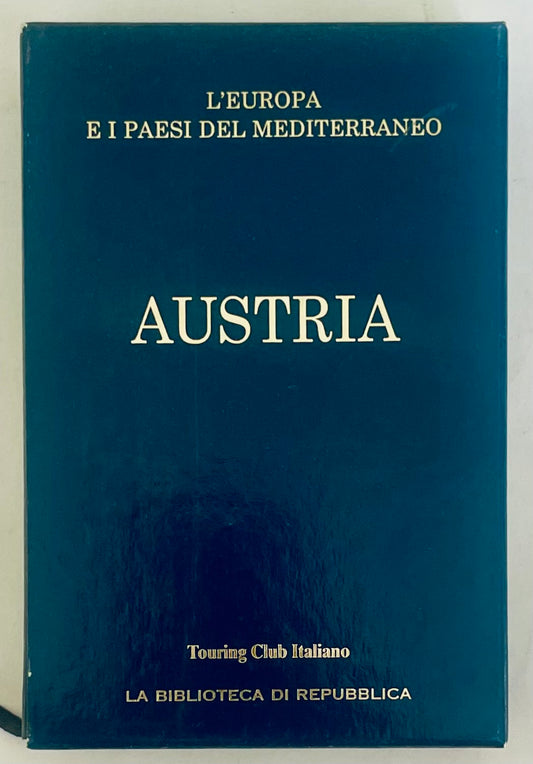 L'EUROPA
E I PAESI DEL MEDITERRANEO
AUSTRIA
Touring Club Italiano
LA BIBLIOTECA DI REPUBBLICA